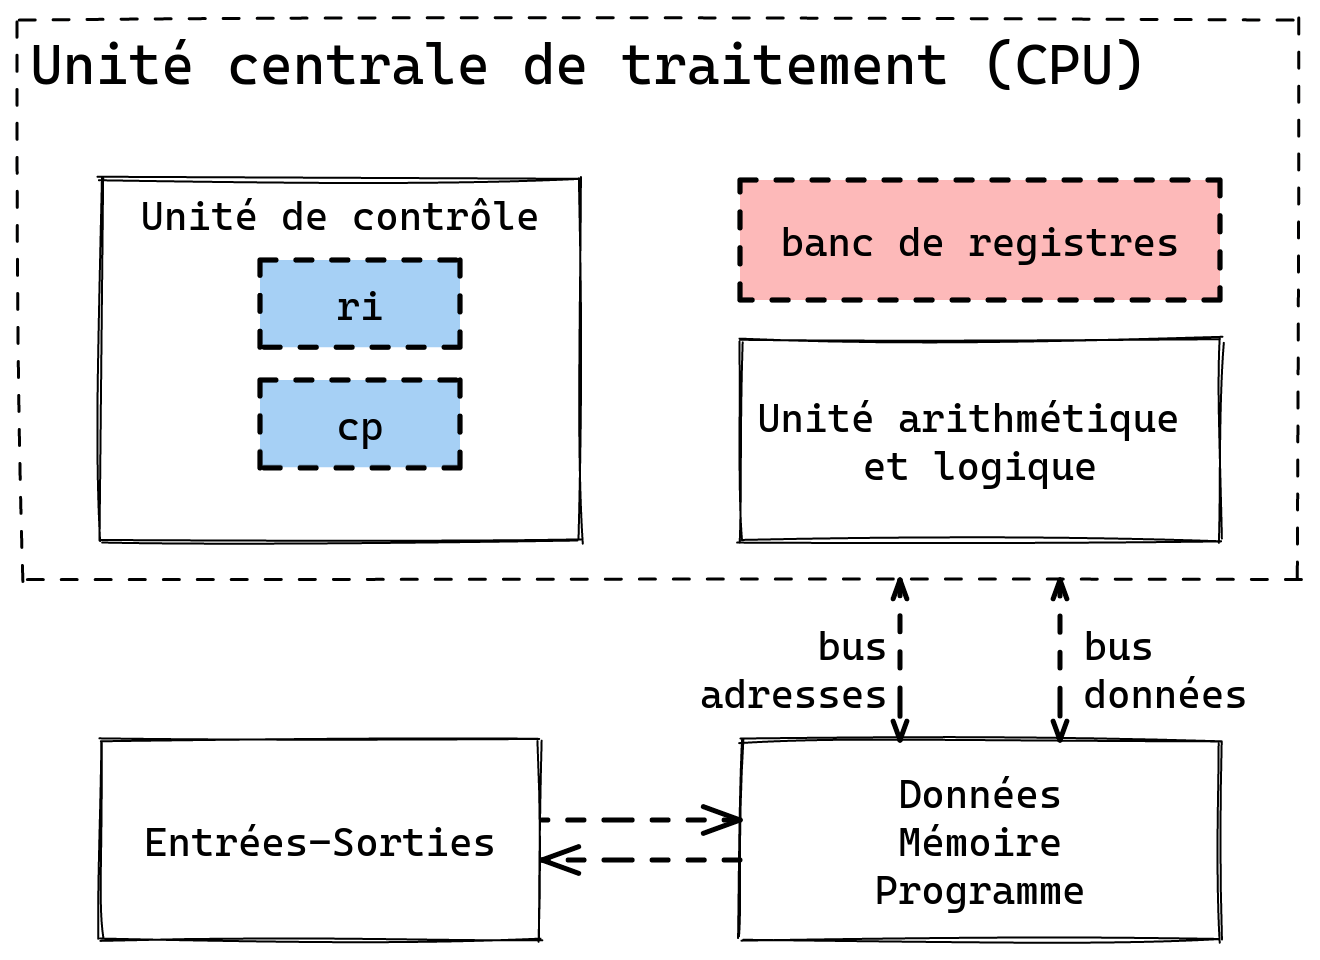 Unité centrale de traitement (CPU)
Unité de contrôle
ri
cp
banc de registres
Unité arithmétique
et logique
bus
adresses
bus
données
Entrées-Sorties
Données
Mémoire
Programme